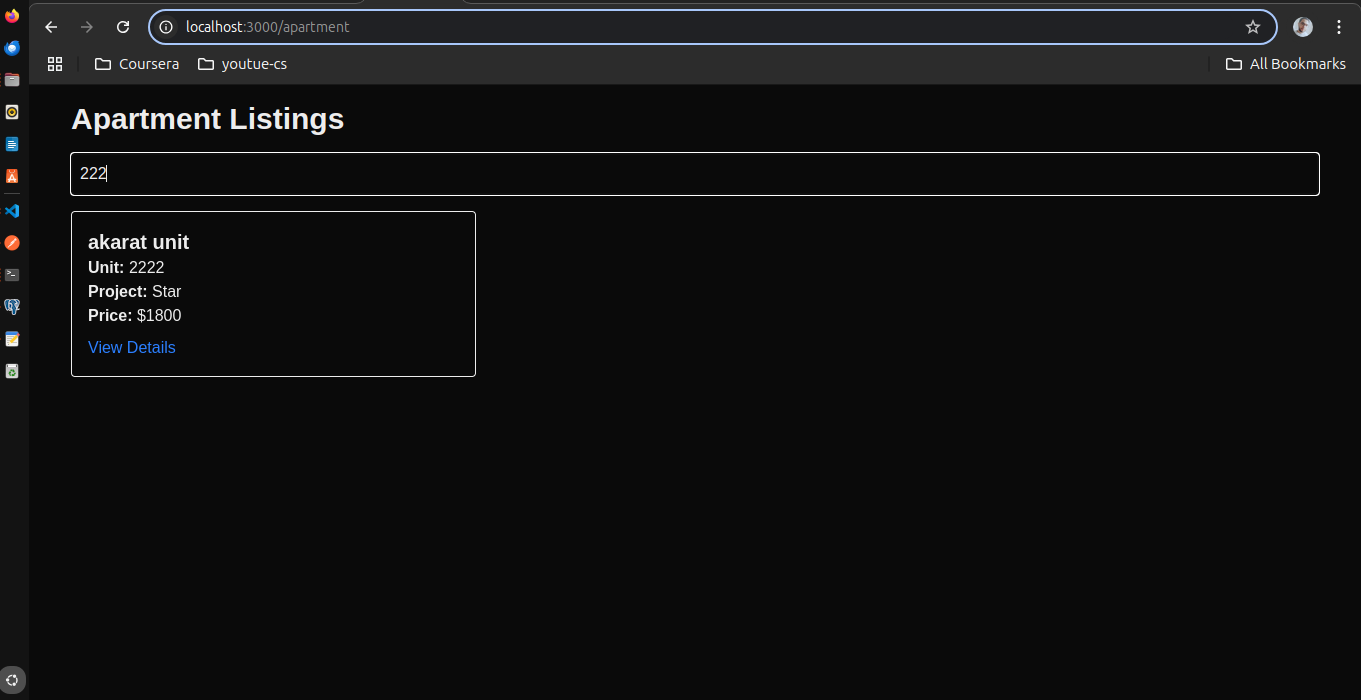 localhost:3000/apartment
Coursera youtue-cs All Bookmarks
Apartment Listings
222
akarat unit
Unit: 2222
Project: Star
Price: $1800
View Details